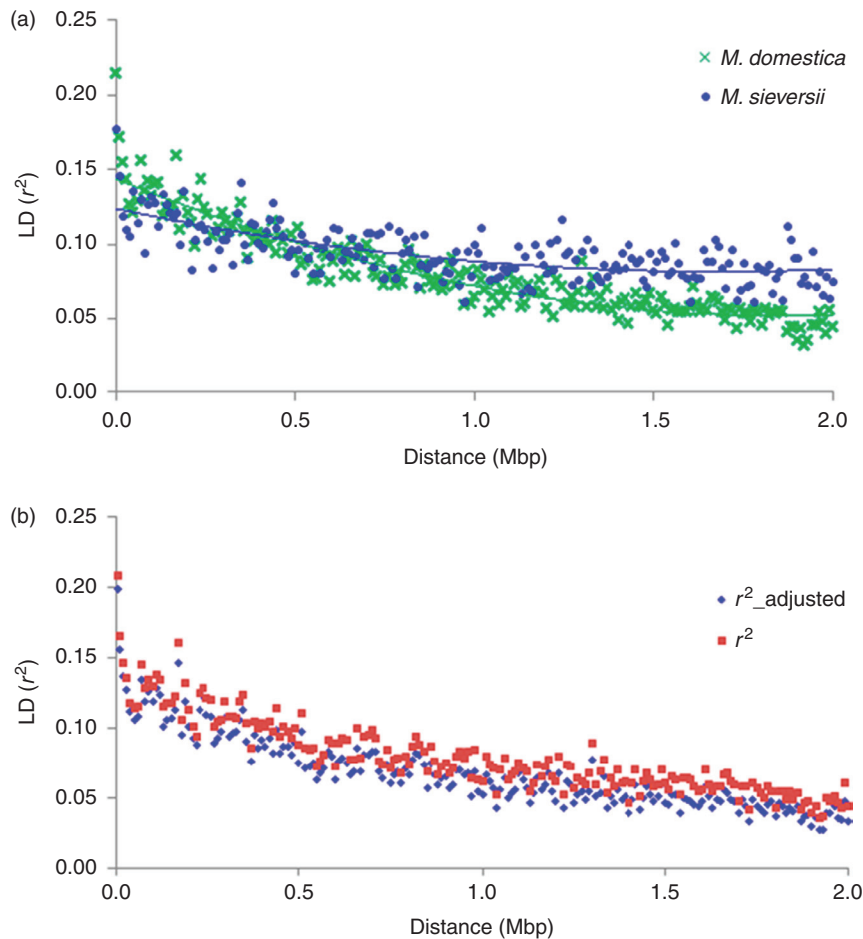 (a)
0.25
0.20
0.15
0.10
0.05
0.00
LD (r²)
× M. domestica
• M. sieversii
0.0 0.5 1.0 1.5 2.0
Distance (Mbp)
(b)
0.25
0.20
0.15
0.10
0.05
0.00
LD (r²)
r²_adjusted
r²
0.0 0.5 1.0 1.5 2.0
Distance (Mbp)